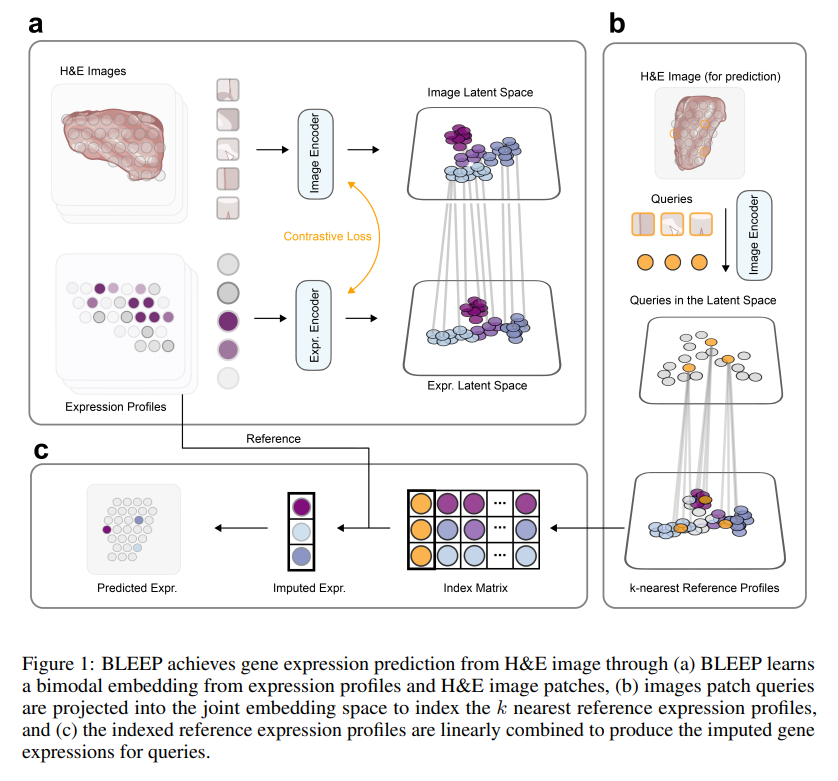 a
H&E Images
Image Encoder
Image Latent Space
Contrastive Loss
Expr. Encoder
Expression Profiles
Expr. Latent Space
b
H&E Image (for prediction)
Queries
Image Encoder
Queries in the Latent Space
k-nearest Reference Profiles
Reference
c
Predicted Expr.
Imputed Expr.
...
...
...
Index Matrix
Figure 1: BLEEP achieves gene expression prediction from H&E image through (a) BLEEP learns
a bimodal embedding from expression profiles and H&E image patches, (b) images patch queries
are projected into the joint embedding space to index the k nearest reference expression profiles,
and (c) the indexed reference expression profiles are linearly combined to produce the imputed gene
expressions for queries.